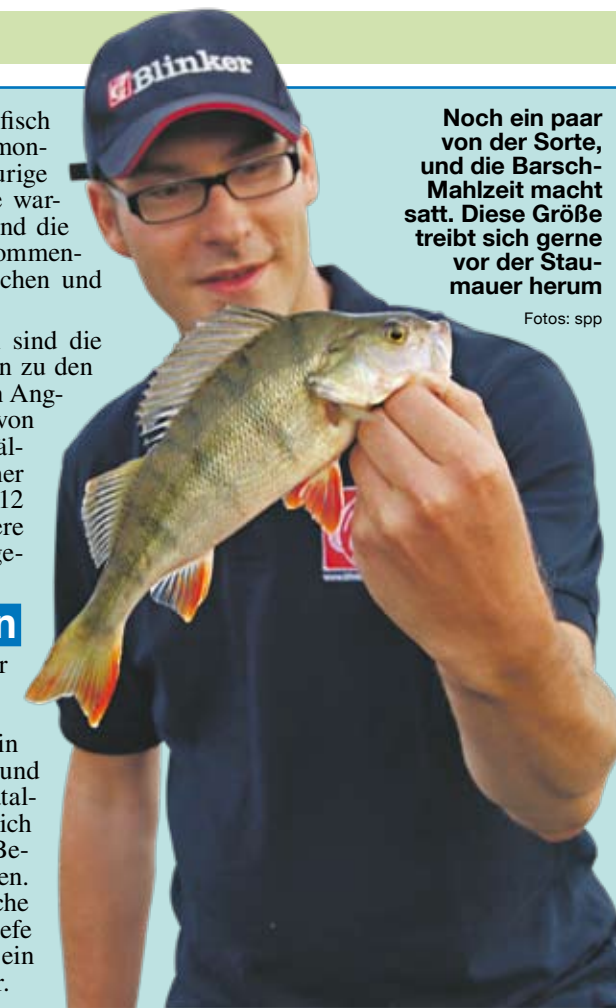 Blinker
fisch
mon-
urige
e war-
nd die
ommen-
chen und
sind die
n zu den
n Ang-
von
äl-
ner
12
ere
ge-
n
r
in
und
tal-
ich
Be-
en.
che
efe
ein
r.
Noch ein paar
von der Sorte,
und die Barsch-
Mahlzeit macht
satt. Diese Größe
treibt sich gerne
vor der Stau-
mauer herum
Fotos: spp